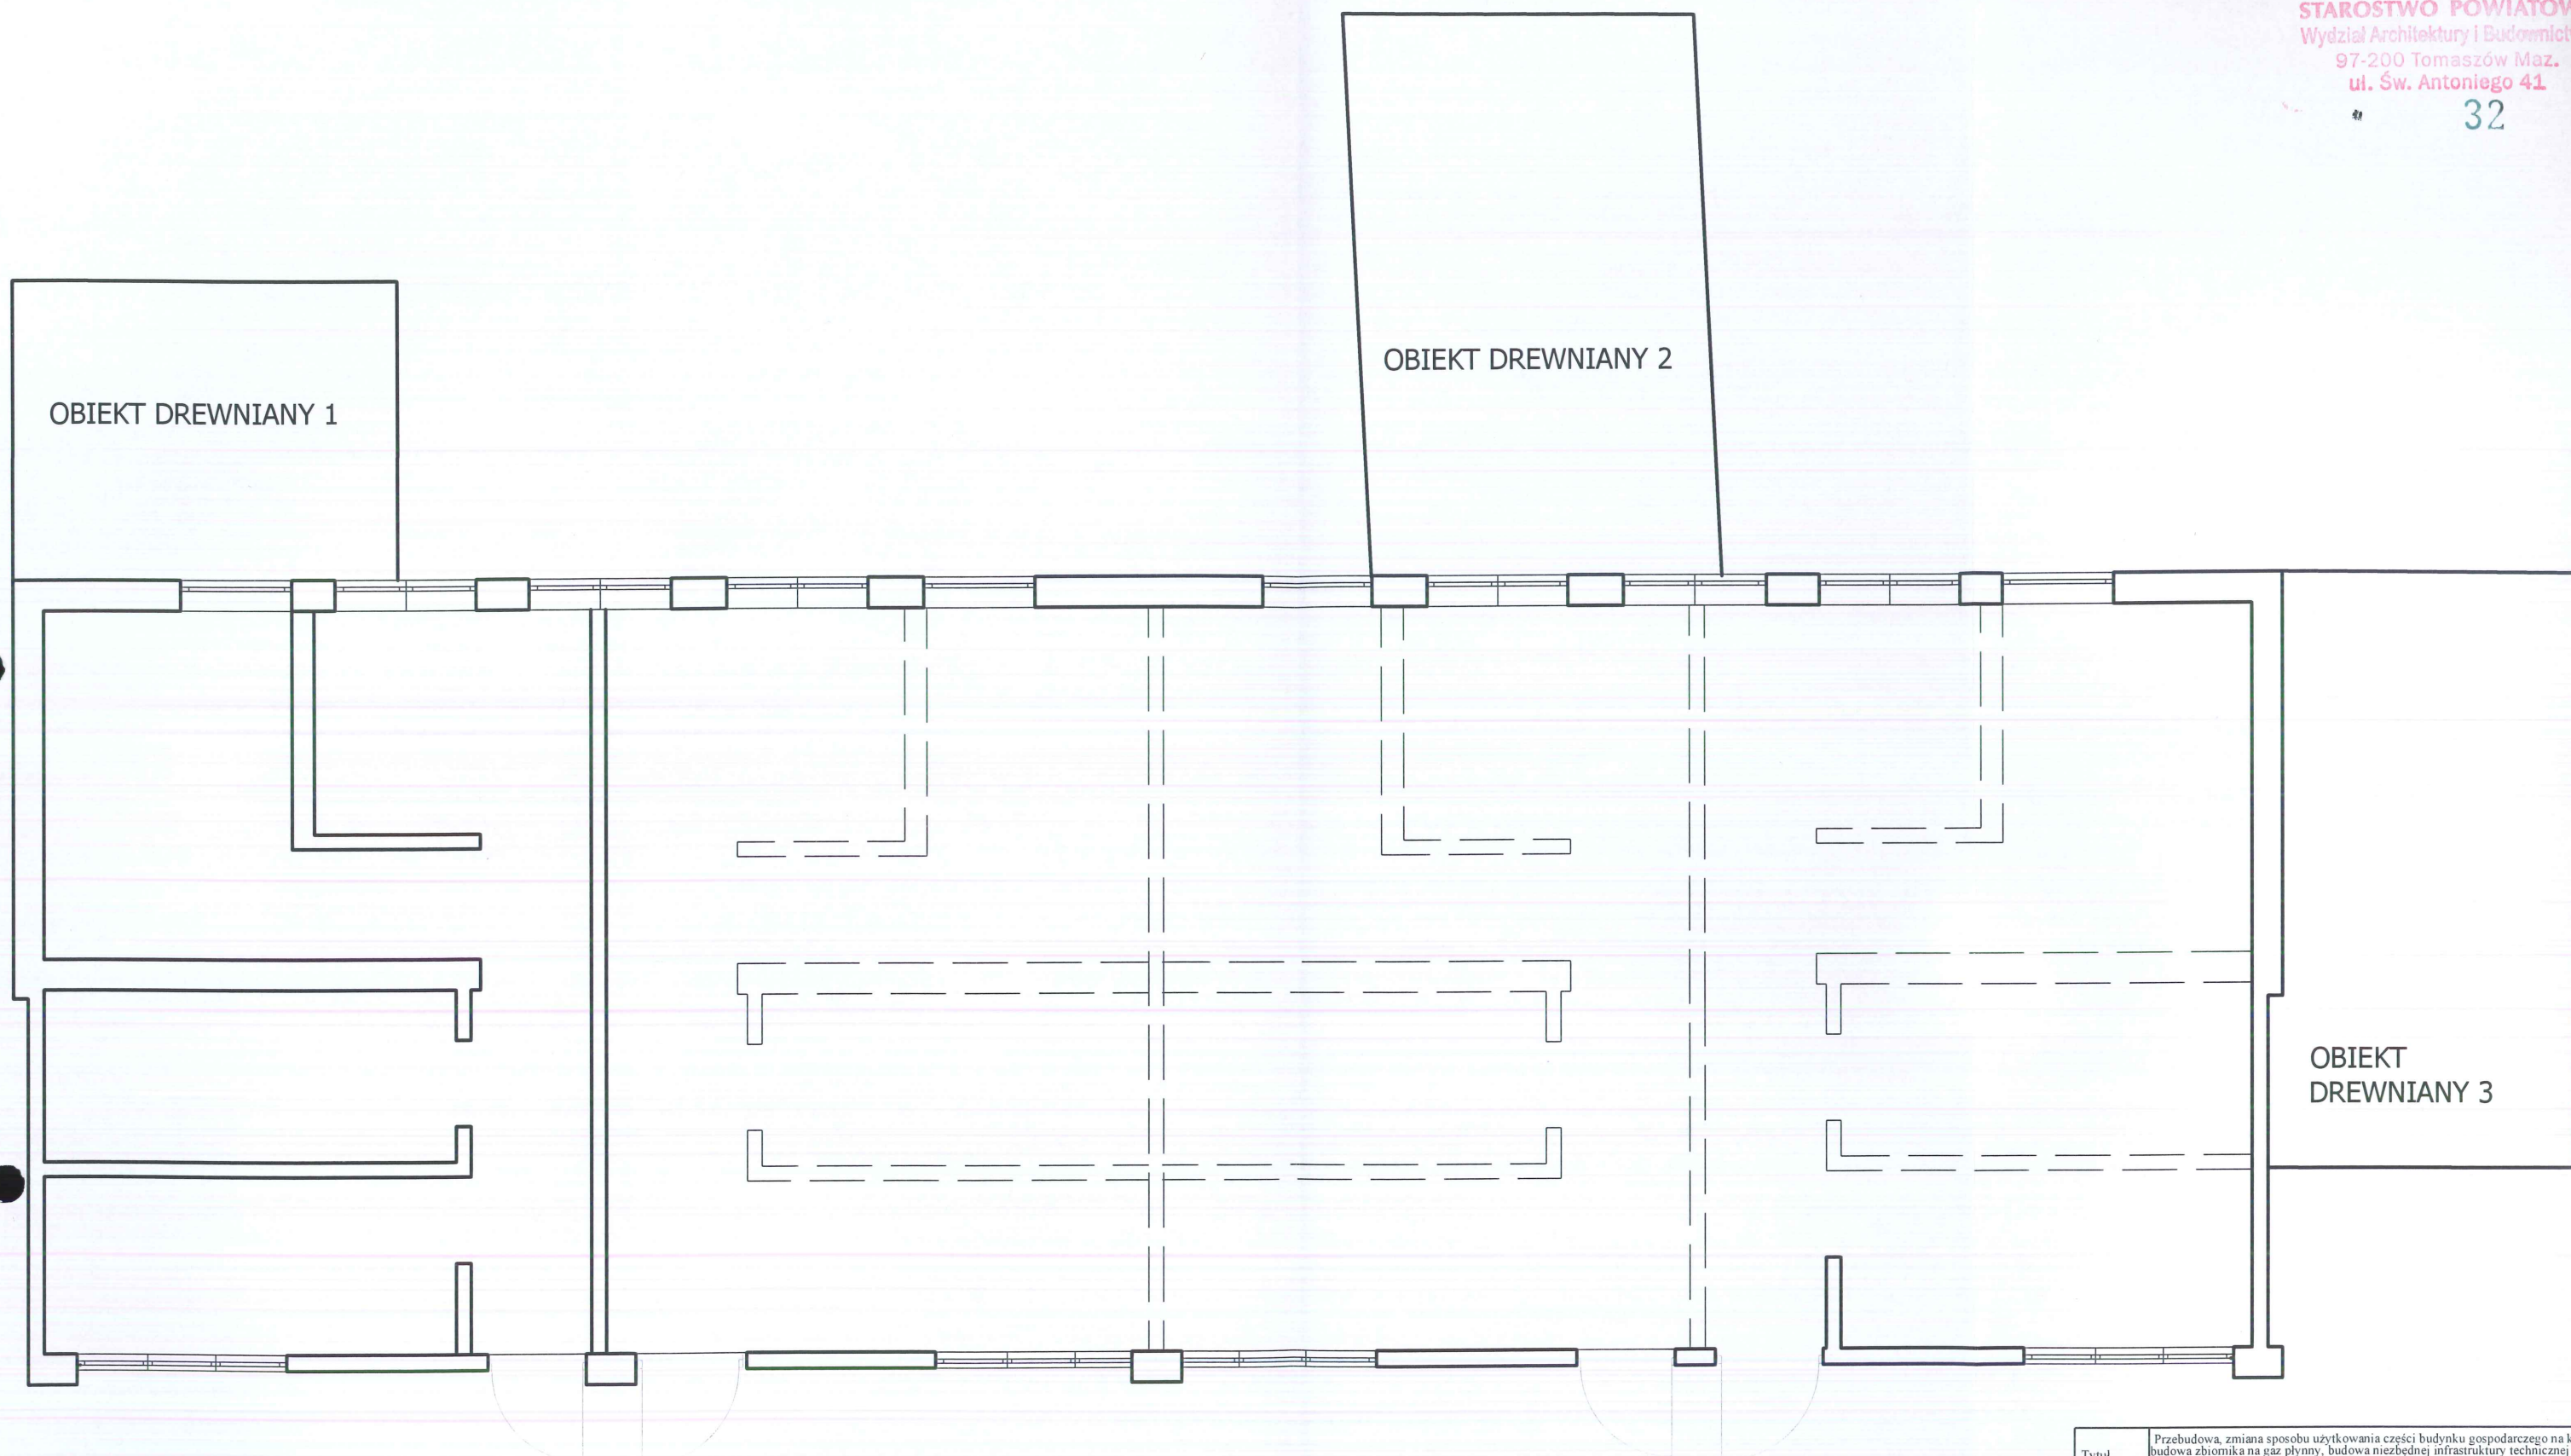 STAROSTWO POWIATOW
Wydział Architektury i Budownict
97-200 Tomaszów Maz.
ul. Św. Antoniego 41
32
OBIEKT DREWNIANY 2
OBIEKT DREWNIANY 1
OBIEKT
DREWNIANY 3
Przebudowa, zmiana sposobu użytkowania części budynku gospodarczego na
budowa zbiornika na gaz płynny, budowa niezbędnej infrastruktury technicznej
Tytuł